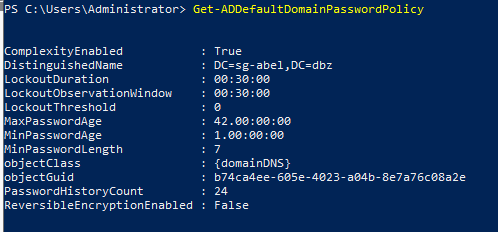 PS C:\Users\Administrator> Get-ADDefaultDomainPasswordPolicy
ComplexityEnabled : True
DistinguishedName : DC=sg-abel,DC=dbz
LockoutDuration : 00:30:00
LockoutObservationWindow : 00:30:00
LockoutThreshold : 0
MaxPasswordAge : 42.00:00:00
MinPasswordAge : 1.00:00:00
MinPasswordLength : 7
objectClass : {domainDNS}
objectGuid : b74ca4ee-605e-4023-a04b-8e7a76c08a2e
PasswordHistoryCount : 24
ReversibleEncryptionEnabled : False